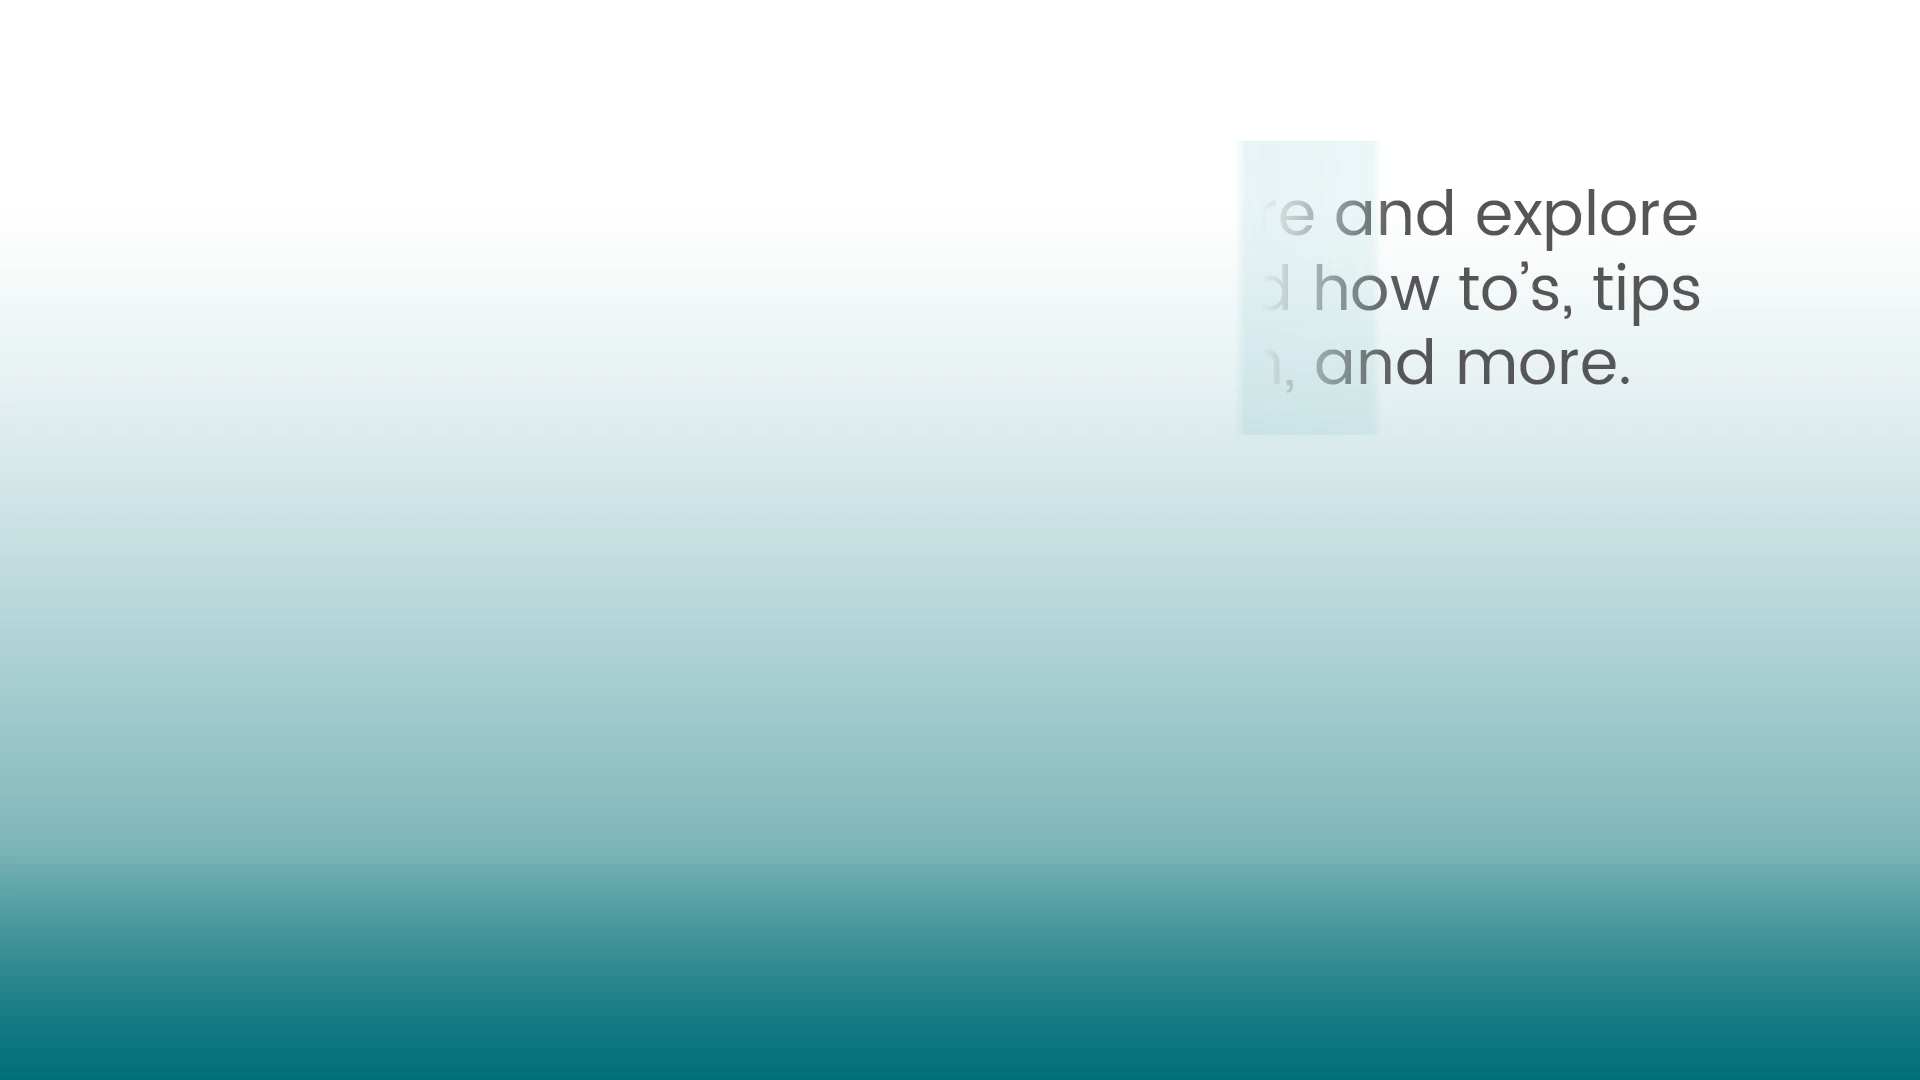 and explore
how to’s, tips
and more.